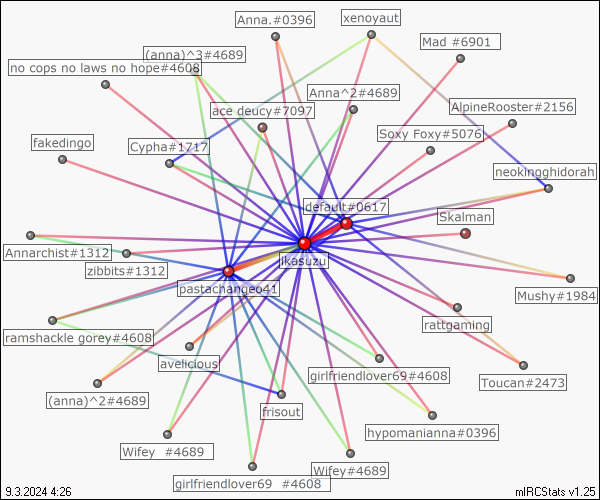 Anna.#0396
xenoyaut
Mad #6901
(anna)^3#4689
no cops no laws no hope#4608
Anna^2#4689
ace deucy#7097
AlpineRooster#2156
Soxy Foxy#5076
fakedingo
Cypha#1717
neokingghidorah
default#0617
Skalman
Annarchist#1312
ikasuzu
zibbits#1312
pastachangeo41
Mushy#1984
rattgaming
ramshackle gorey#4608
avelicious
girlfriendlover69#4608
Toucan#2473
(anna)^2#4689
frisout
hypomanianna#0396
Wifey #4689
Wifey#4689
girlfriendlover69 #4608
9.3.2024 4:26
mIRCStats v1.25